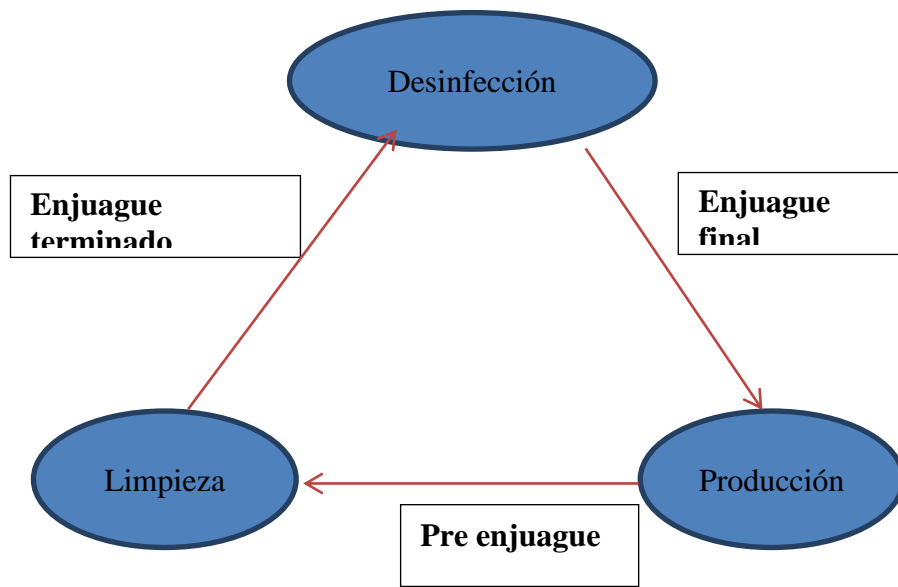 Desinfección
Enjuague
terminado
Enjuague
final
Limpieza
Producción
Pre enjuague